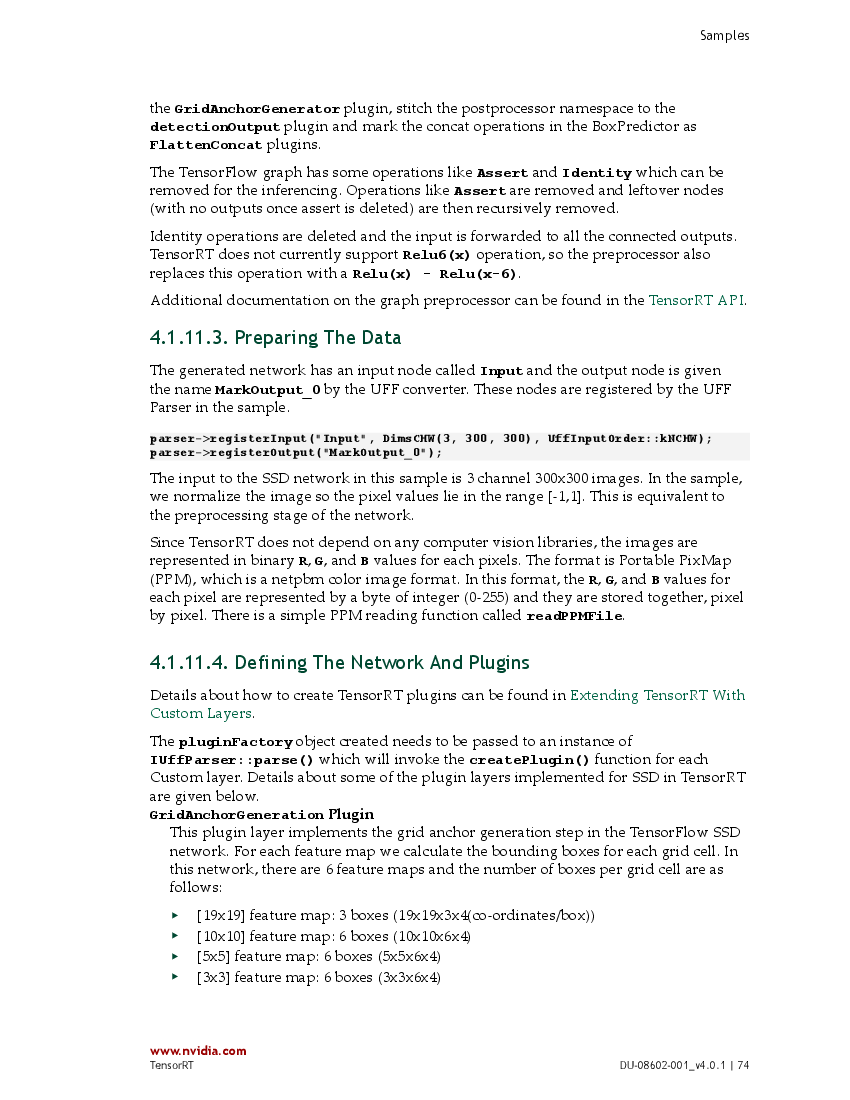 Samples
the GridAnchorGenerator plugin, stitch the postprocessor namespace to the
detectionOutput plugin and mark the concat operations in the BoxPredictor as
FlattenConcat plugins.
The TensorFlow graph has some operations like Assert and Identity which can be
removed for the inferencing. Operations like Assert are removed and leftover nodes
(with no outputs once assert is deleted) are then recursively removed.
Identity operations are deleted and the input is forwarded to all the connected outputs.
TensorRT does not currently support Relu6(x) operation, so the preprocessor also
replaces this operation with a Relu(x) - Relu(x-6).
Additional documentation on the graph preprocessor can be found in the TensorRT API.
4.1.11.3. Preparing The Data
The generated network has an input node called Input and the output node is given
the name MarkOutput_0 by the UFF converter. These nodes are registered by the UFF
Parser in the sample.
parser->registerInput("Input", DimsCHW(3, 300, 300), UffInputOrder::kNCHW);
parser->registerOutput("MarkOutput_0");
The input to the SSD network in this sample is 3 channel 300x300 images. In the sample,
we normalize the image so the pixel values lie in the range [-1,1]. This is equivalent to
the preprocessing stage of the network.
Since TensorRT does not depend on any computer vision libraries, the images are
represented in binary R, G, and B values for each pixels. The format is Portable PixMap
(PPM), which is a netpbm color image format. In this format, the R, G, and B values for
each pixel are represented by a byte of integer (0-255) and they are stored together, pixel
by pixel. There is a simple PPM reading function called readPPMFile.
4.1.11.4. Defining The Network And Plugins
Details about how to create TensorRT plugins can be found in Extending TensorRT With
Custom Layers.
The pluginFactory object created needs to be passed to an instance of
IUffParser::parse() which will invoke the createPlugin() function for each
Custom layer. Details about some of the plugin layers implemented for SSD in TensorRT
are given below.
GridAnchorGeneration Plugin
This plugin layer implements the grid anchor generation step in the TensorFlow SSD
network. For each feature map we calculate the bounding boxes for each grid cell. In
this network, there are 6 feature maps and the number of boxes per grid cell are as
follows:
► [19x19] feature map: 3 boxes (19x19x3x4(co-ordinates/box))
► [10x10] feature map: 6 boxes (10x10x6x4)
► [5x5] feature map: 6 boxes (5x5x6x4)
► [3x3] feature map: 6 boxes (3x3x6x4)
www.nvidia.com
TensorRT DU-08602-001_v4.0.1 | 74